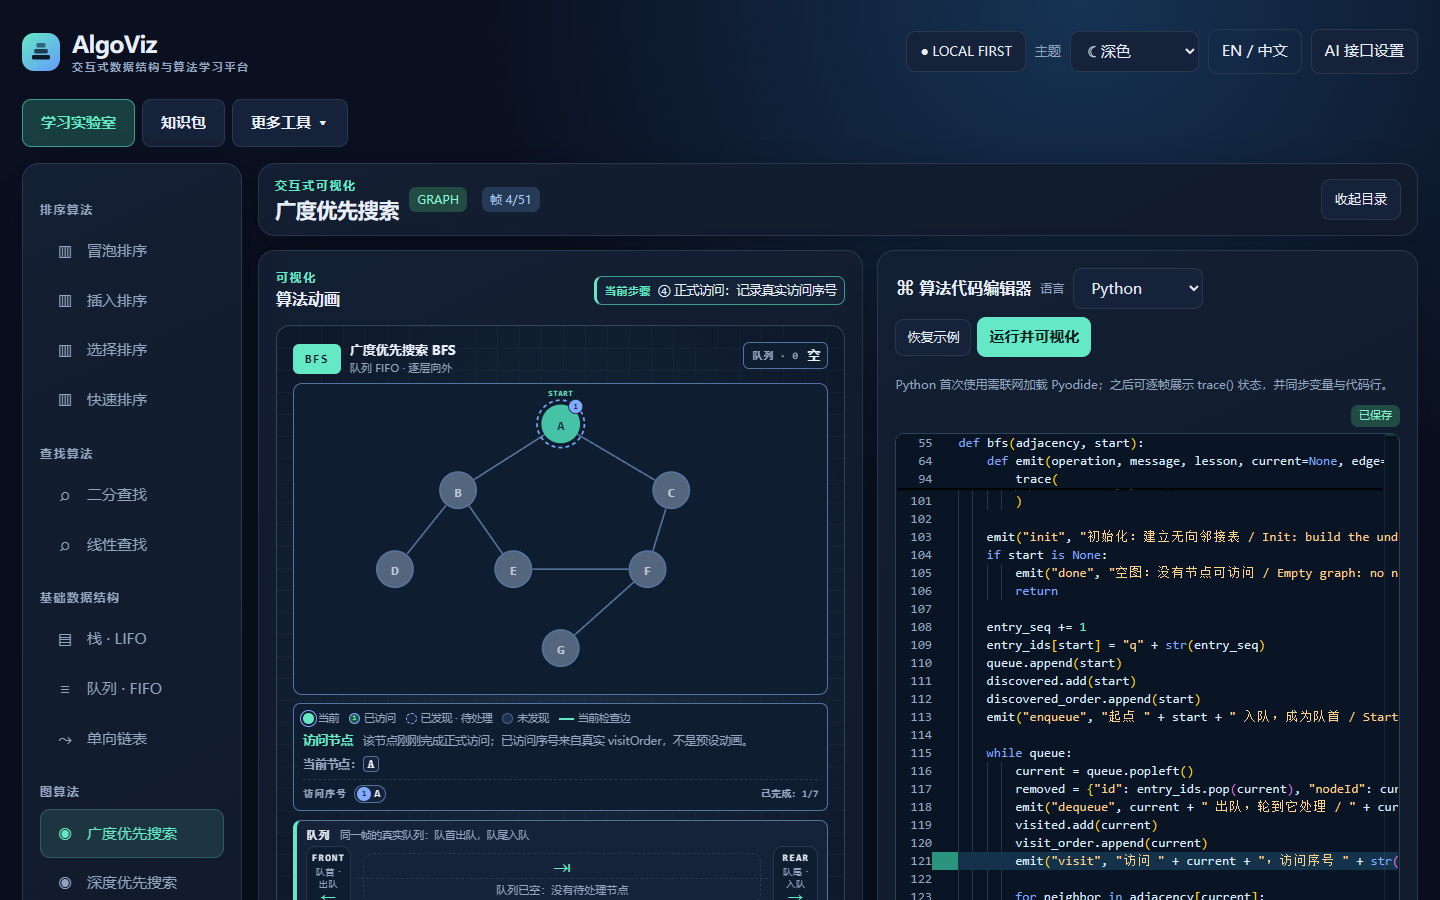 AlgoViz
交互式数据结构与算法学习平台
● LOCAL FIRST
主题
☾ 深色
EN / 中文
AI 接口设置
学习实验室
知识包
更多工具 ▾
排序算法
冒泡排序
插入排序
选择排序
快速排序
查找算法
二分查找
线性查找
基础数据结构
栈 · LIFO
队列 · FIFO
单向链表
图算法
广度优先搜索
深度优先搜索
交互式可视化
广度优先搜索
GRAPH
帧 4/51
收起目录
可视化
算法动画
当前步骤 ④ 正式访问：记录真实访问序号
BFS
广度优先搜索 BFS
队列 FIFO · 逐层向外
队列 · 0 空
START
1
A
B
C
D
E
F
G
当前
1 已访问
已发现 · 待处理
未发现
当前检查边
访问节点 该节点刚刚完成正式访问；已访问序号来自真实 visitOrder，不是预设动画。
当前节点： A
访问序号 1 A
已完成：1/7
队列 同一帧的真实队列：队首出队，队尾入队
FRONT
队首 ·
出队
←
→|
队列已空：没有待处理节点
REAR
队尾 ·
入队
→
⌘ 算法代码编辑器
语言
Python
恢复示例
运行并可视化
Python 首次使用需联网加载 Pyodide；之后可逐帧展示 trace() 状态，并同步变量与代码行。
已保存
55 def bfs(adjacency, start):
64 def emit(operation, message, lesson, current=None, edge=
94 trace(
101 )
102
103 emit("init", "初始化：建立无向邻接表 / Init: build the und
104 if start is None:
105 emit("done", "空图：没有节点可访问 / Empty graph: no n
106 return
107
108 entry_seq += 1
109 entry_ids[start] = "q" + str(entry_seq)
110 queue.append(start)
111 discovered.add(start)
112 discovered_order.append(start)
113 emit("enqueue", "起点 " + start + " 入队，成为队首 / Start
114
115 while queue:
116 current = queue.popleft()
117 removed = {"id": entry_ids.pop(current), "nodeId": cur
118 emit("dequeue", current + " 出队，轮到它处理 / " + cur
119 visited.add(current)
120 visit_order.append(current)
121 emit("visit", "访问 " + current + "，访问序号 " + str(
122
123 for neighbor in adjacency[current]: